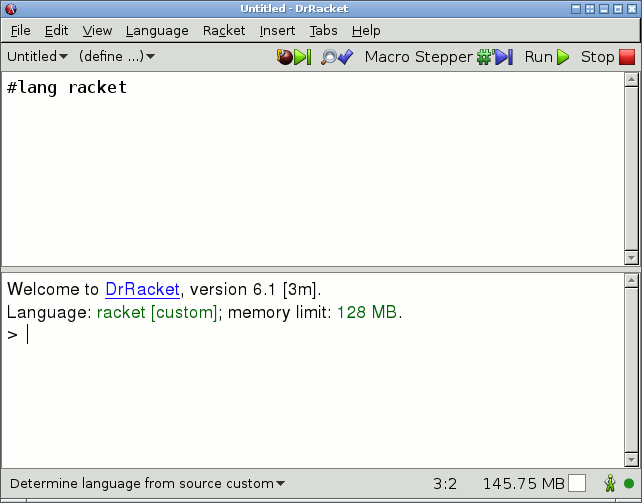 Untitled - DrRacket
File Edit View Language Racket Insert Tabs Help
Untitled (define ...) Macro Stepper Run Stop
#lang racket
Welcome to DrRacket, version 6.1 [3m].
Language: racket [custom]; memory limit: 128 MB.
>
Determine language from source custom 3:2 145.75 MB